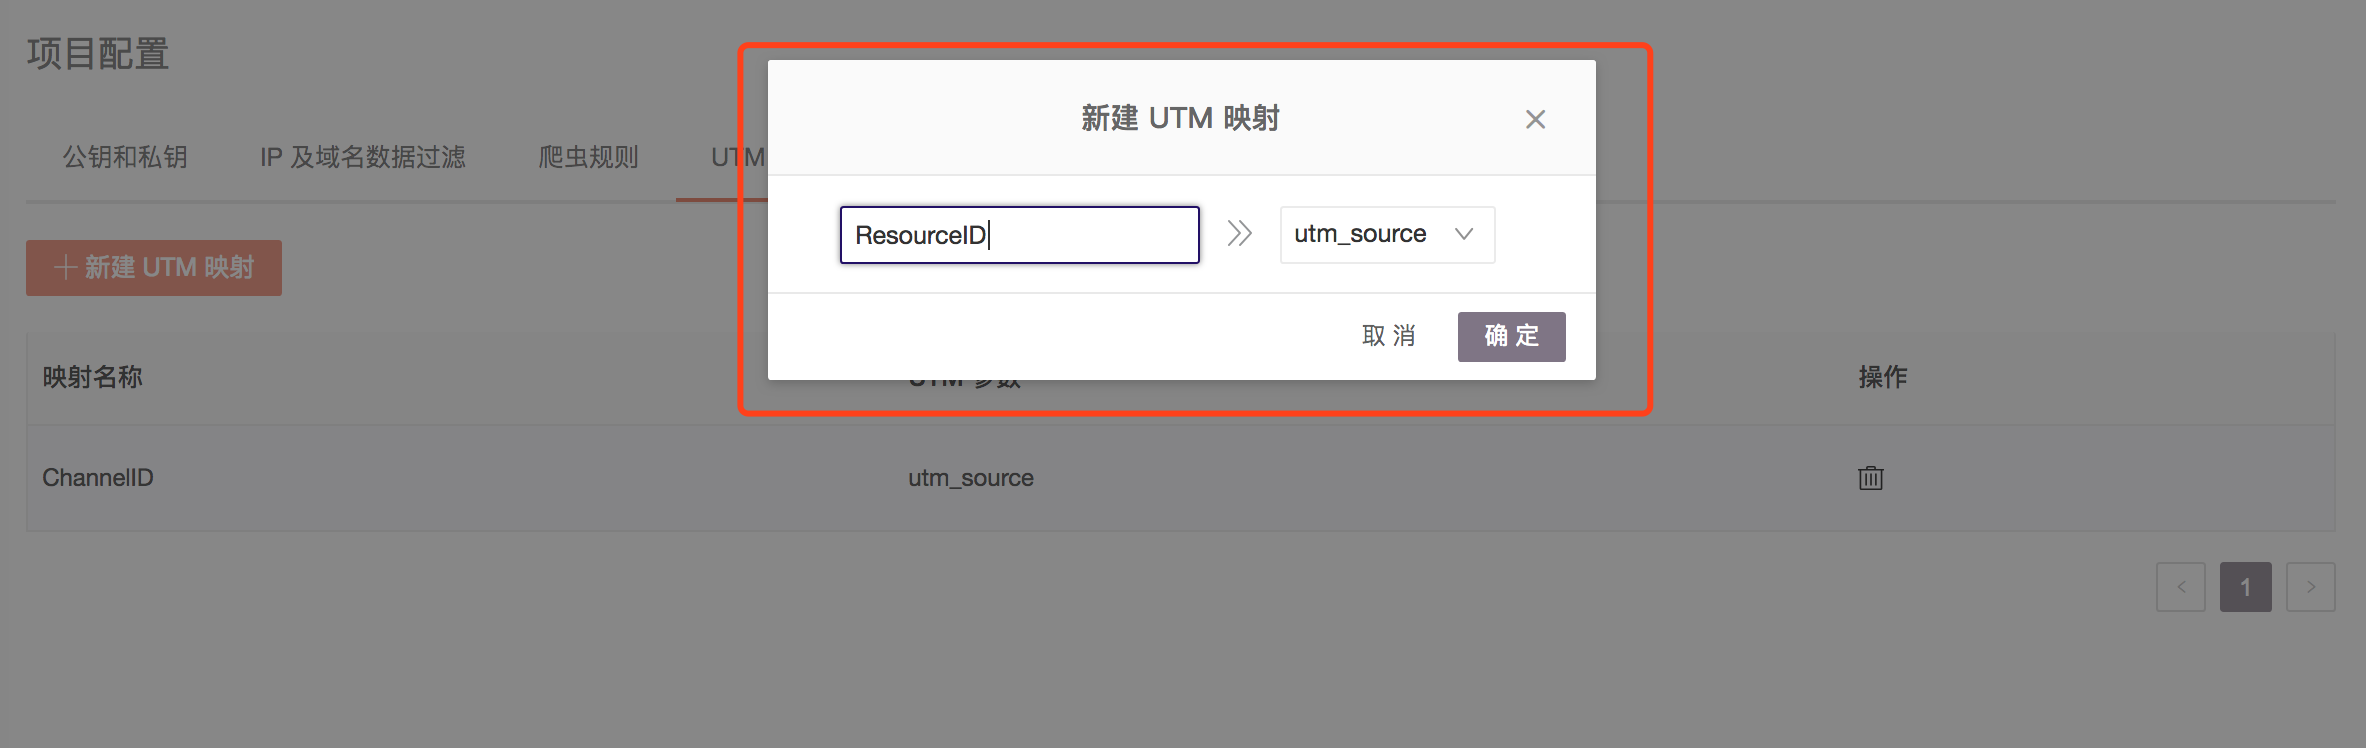 项目配置
公钥和私钥
IP 及域名数据过滤
爬虫规则
UTM
新建 UTM 映射
新建 UTM 映射
ResourceID
utm_source
取 消
确 定
映射名称
UTM 参数
操作
ChannelID
utm_source
1